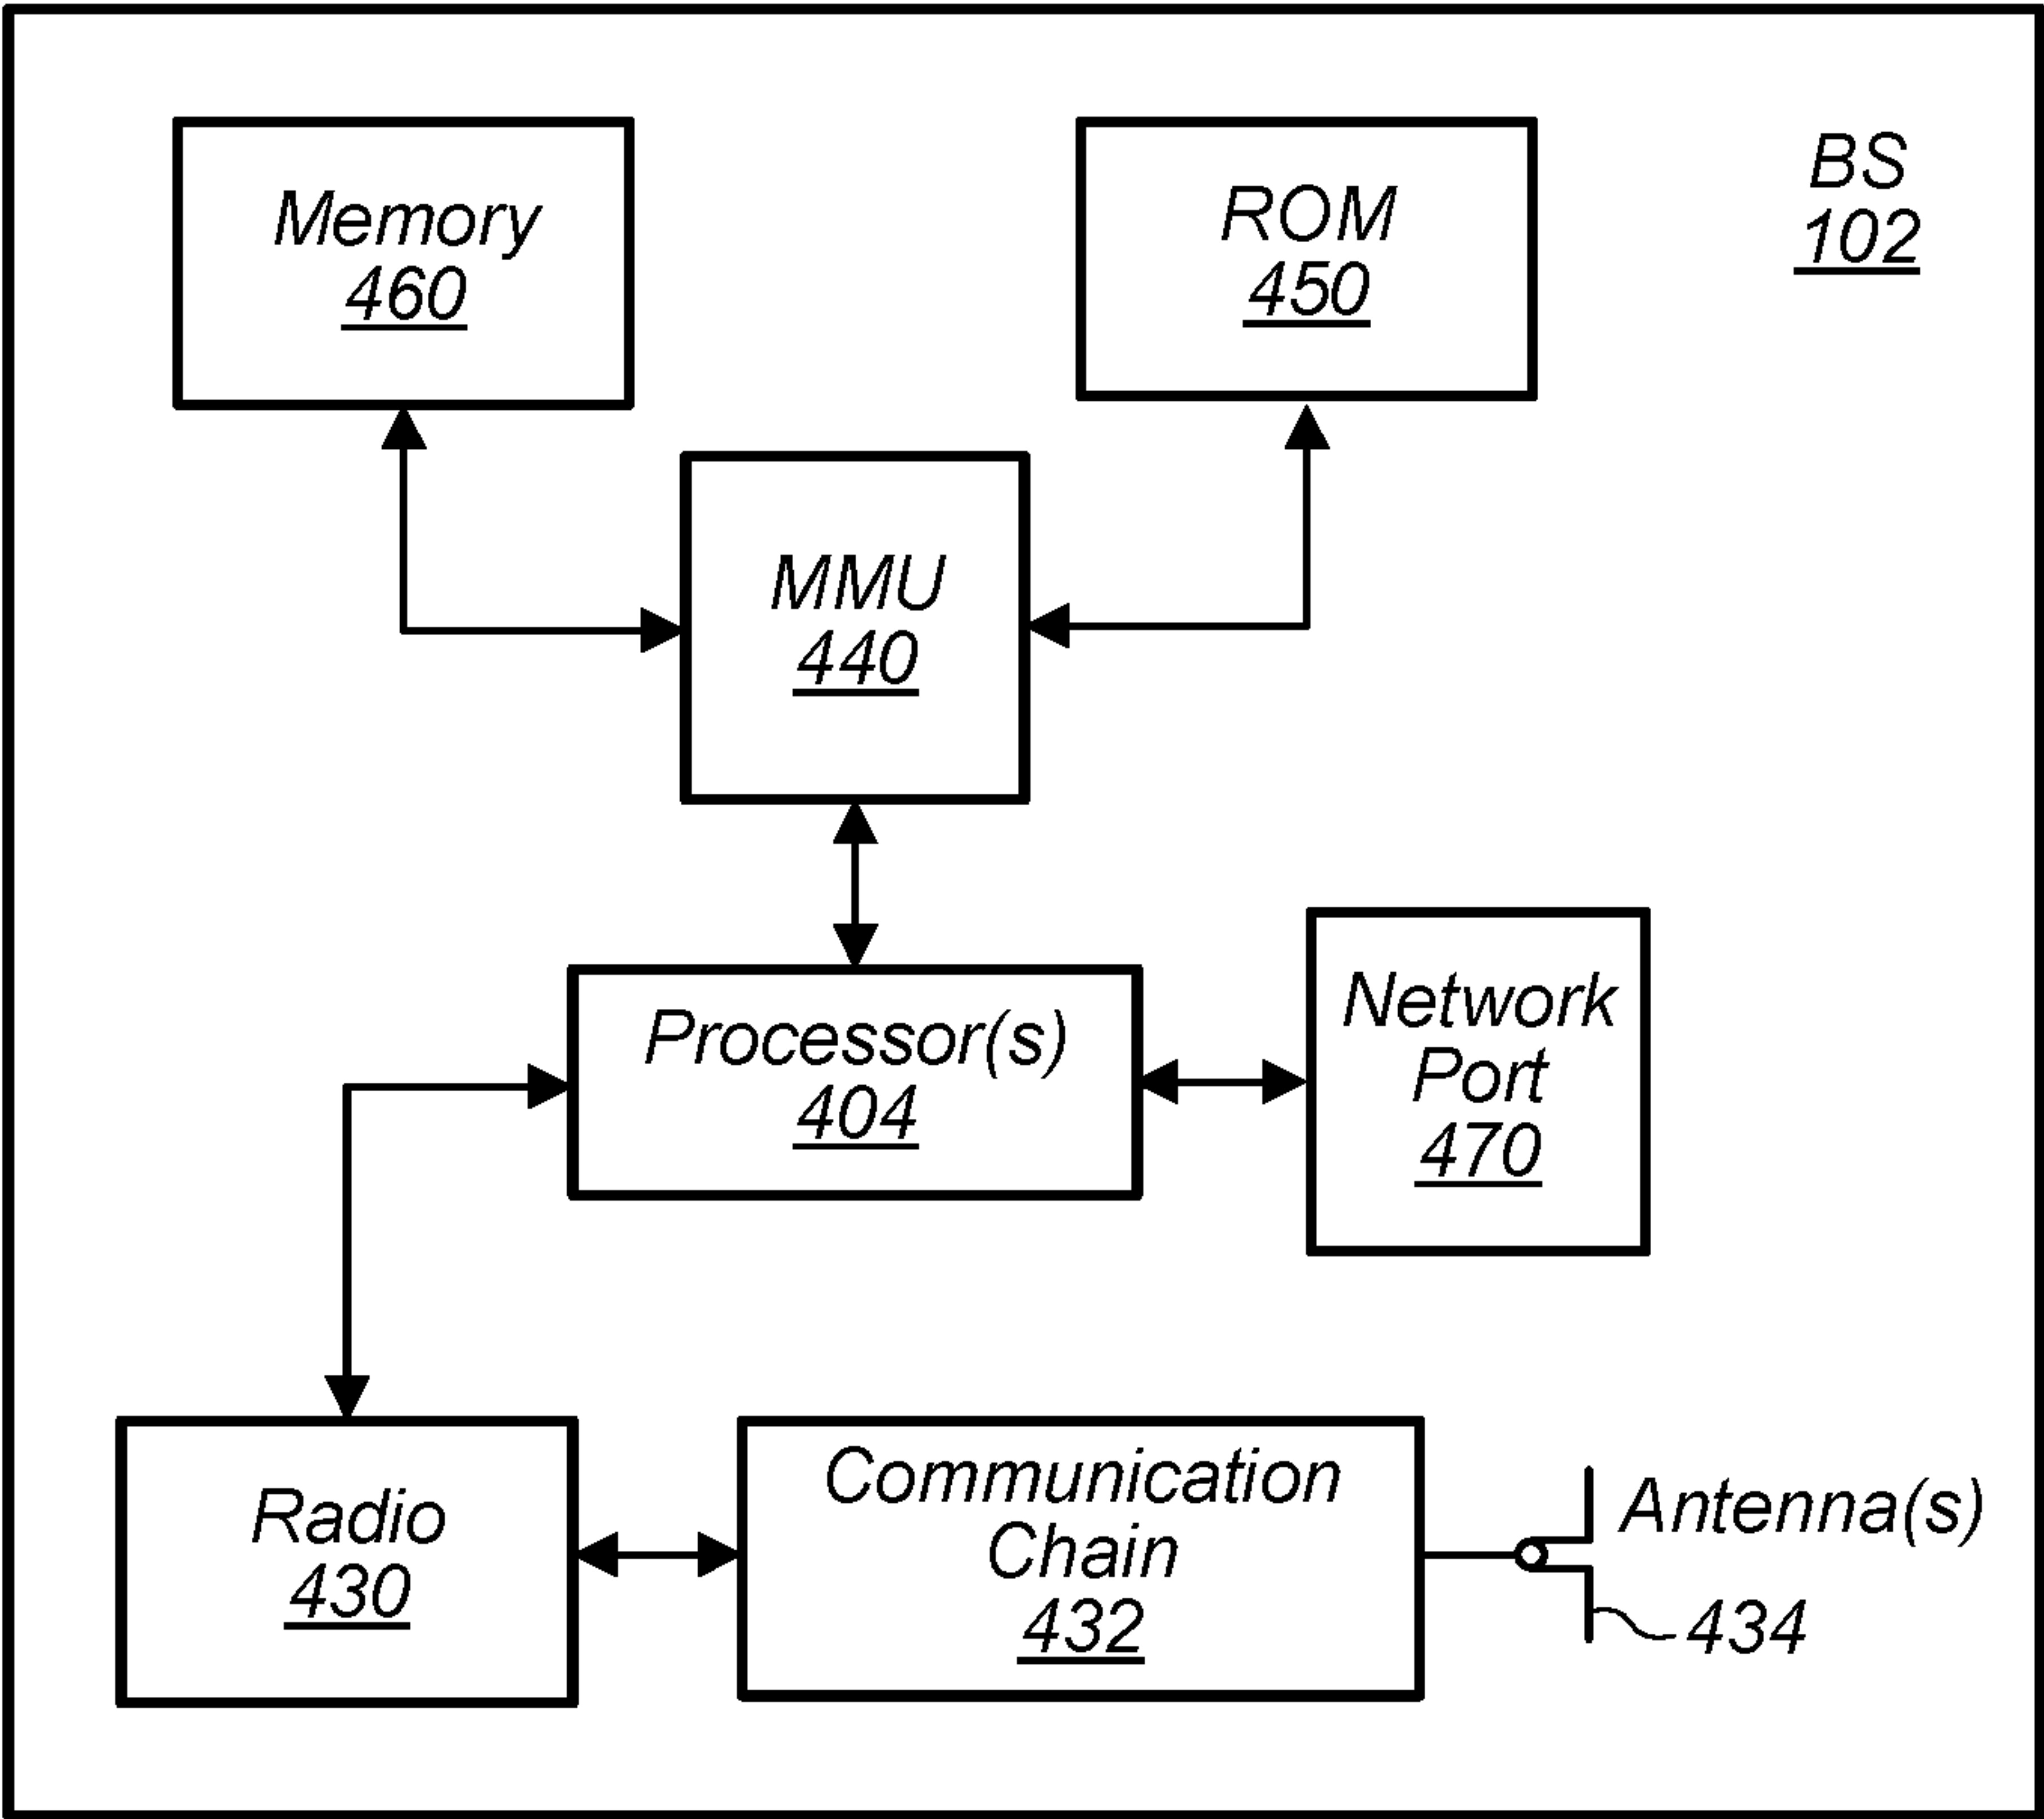 BS
102
Memory
460
ROM
450
MMU
440
Processor(s)
404
Network
Port
470
Radio
430
Communication
Chain
432
Antenna(s)
434